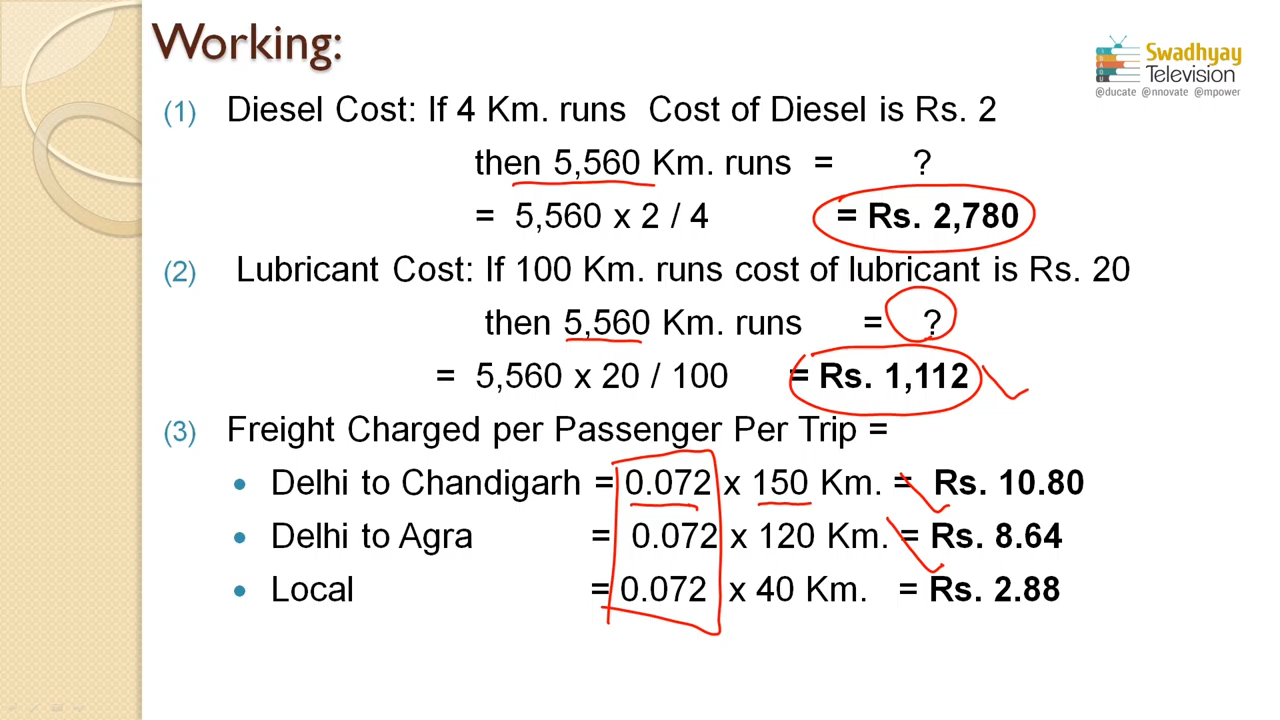 Working:
Swadhyay
Television
@ducate @nnovate @mpower
(1) Diesel Cost: If 4 Km. runs Cost of Diesel is Rs. 2
then 5,560 Km. runs = ?
= 5,560 x 2 / 4 = Rs. 2,780
(2) Lubricant Cost: If 100 Km. runs cost of lubricant is Rs. 20
then 5,560 Km. runs = ?
= 5,560 x 20 / 100 = Rs. 1,112
(3) Freight Charged per Passenger Per Trip =
• Delhi to Chandigarh = 0.072 x 150 Km. = Rs. 10.80
• Delhi to Agra = 0.072 x 120 Km. = Rs. 8.64
• Local = 0.072 x 40 Km. = Rs. 2.88